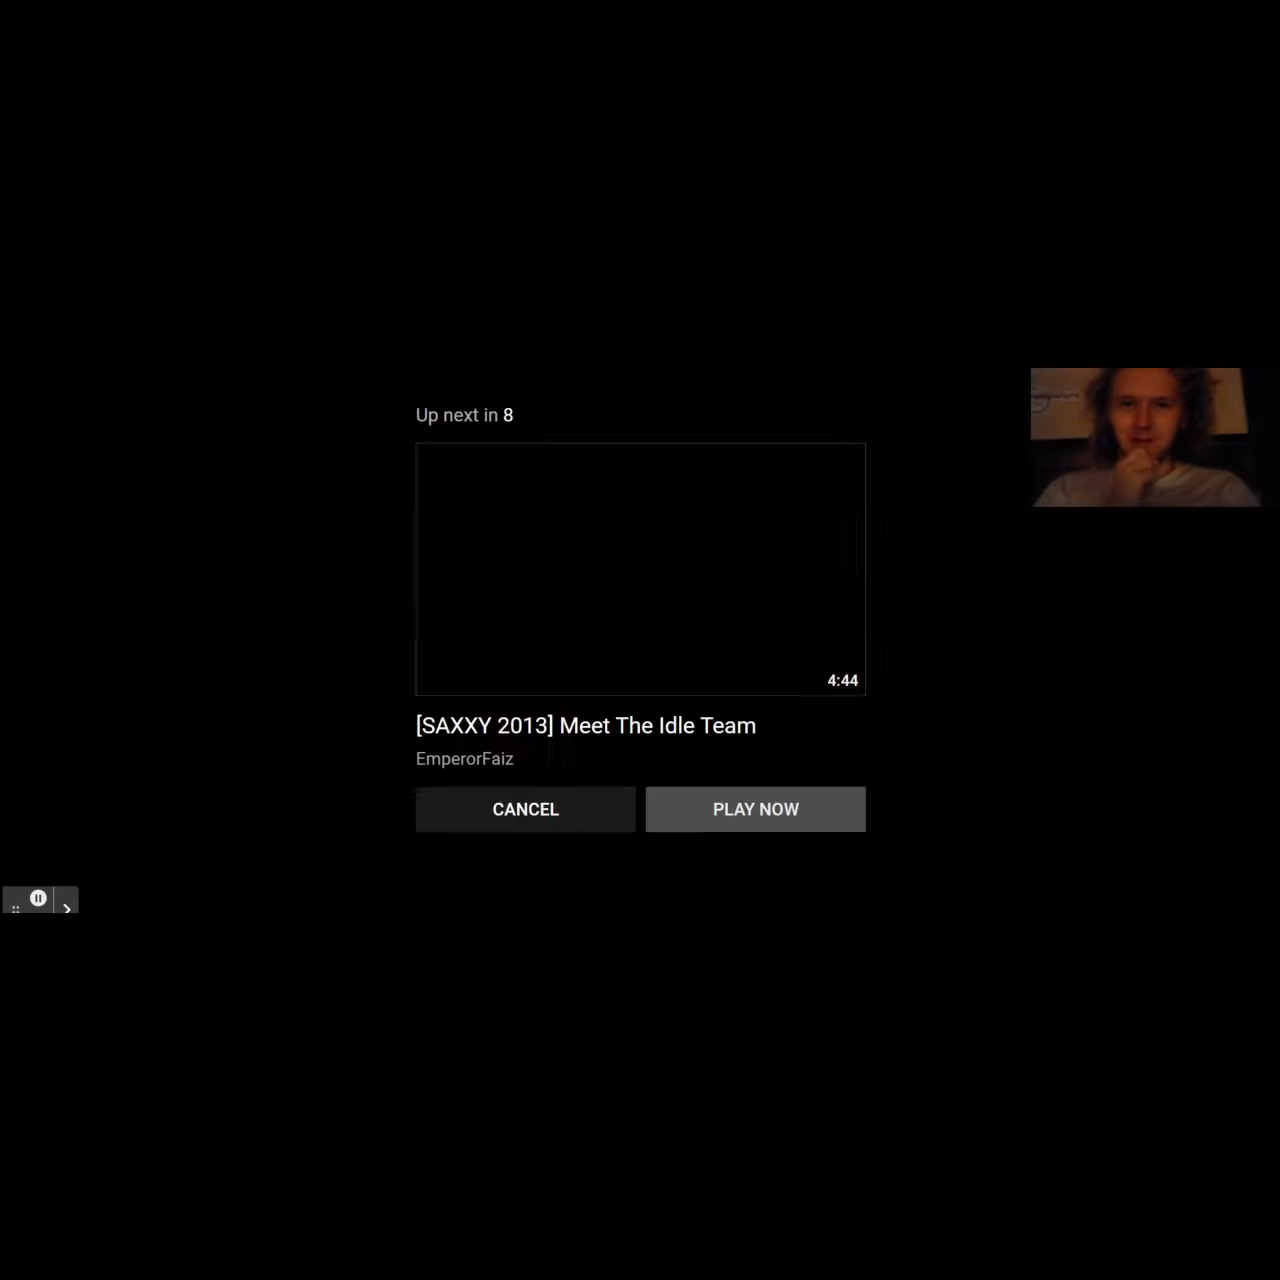 Up next in 8
4:44
[SAXXY 2013] Meet The Idle Team
EmperorFaiz
CANCEL
PLAY NOW